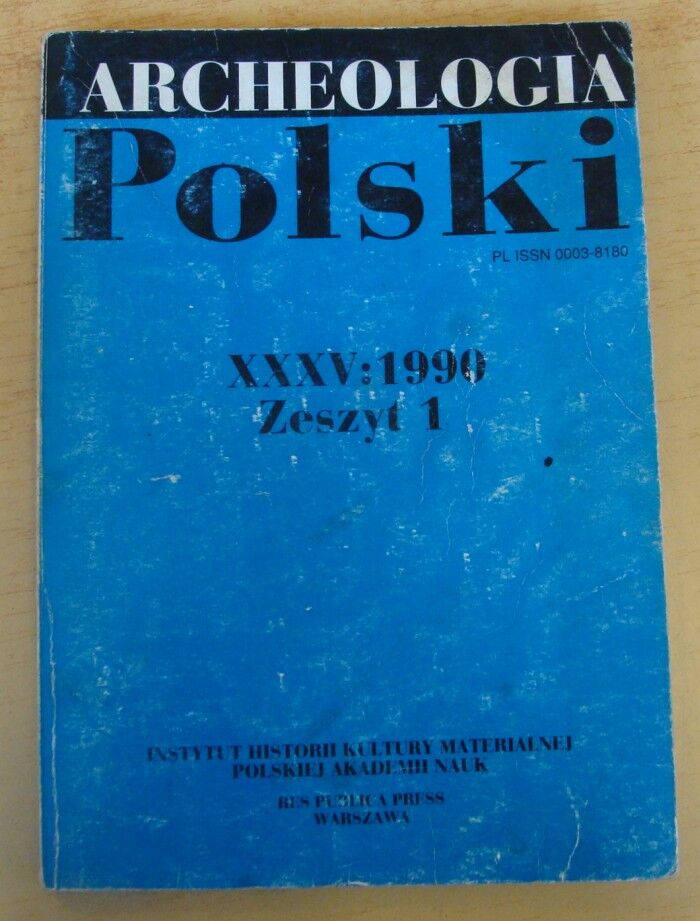 ARCHEOLOGIA
Polski
PL ISSN 0003-8180
XXXV:1990
Zeszyt 1
INSTYTUT HISTORII KULTURY MATERIALNEJ
POLSKIEJ AKADEMII NAUK
RES PUBLICA PRESS
WARSZAWA